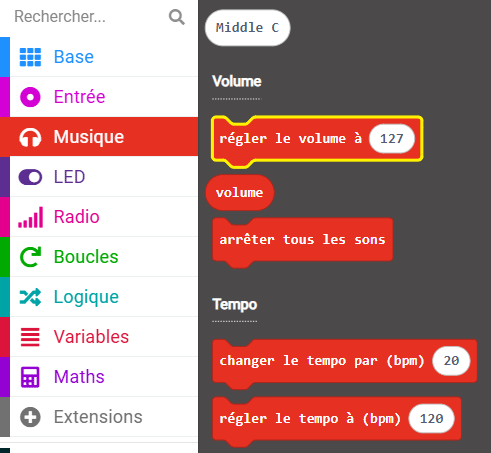 Rechercher...
Base
Entrée
Musique
LED
Radio
Boucles
Logique
Variables
Maths
Extensions
Middle C
Volume
régler le volume à 127
volume
arrêter tous les sons
Tempo
changer le tempo par (bpm) 20
régler le tempo à (bpm) 120